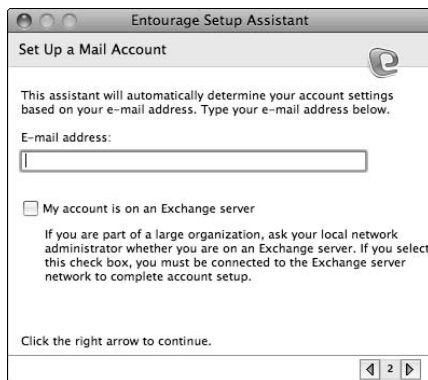 Entourage Setup Assistant
Set Up a Mail Account
This assistant will automatically determine your account settings
based on your e-mail address. Type your e-mail address below.
E-mail address:
My account is on an Exchange server
If you are part of a large organization, ask your local network
administrator whether you are on an Exchange server. If you select
this check box, you must be connected to the Exchange server
network to complete account setup.
Click the right arrow to continue.
2